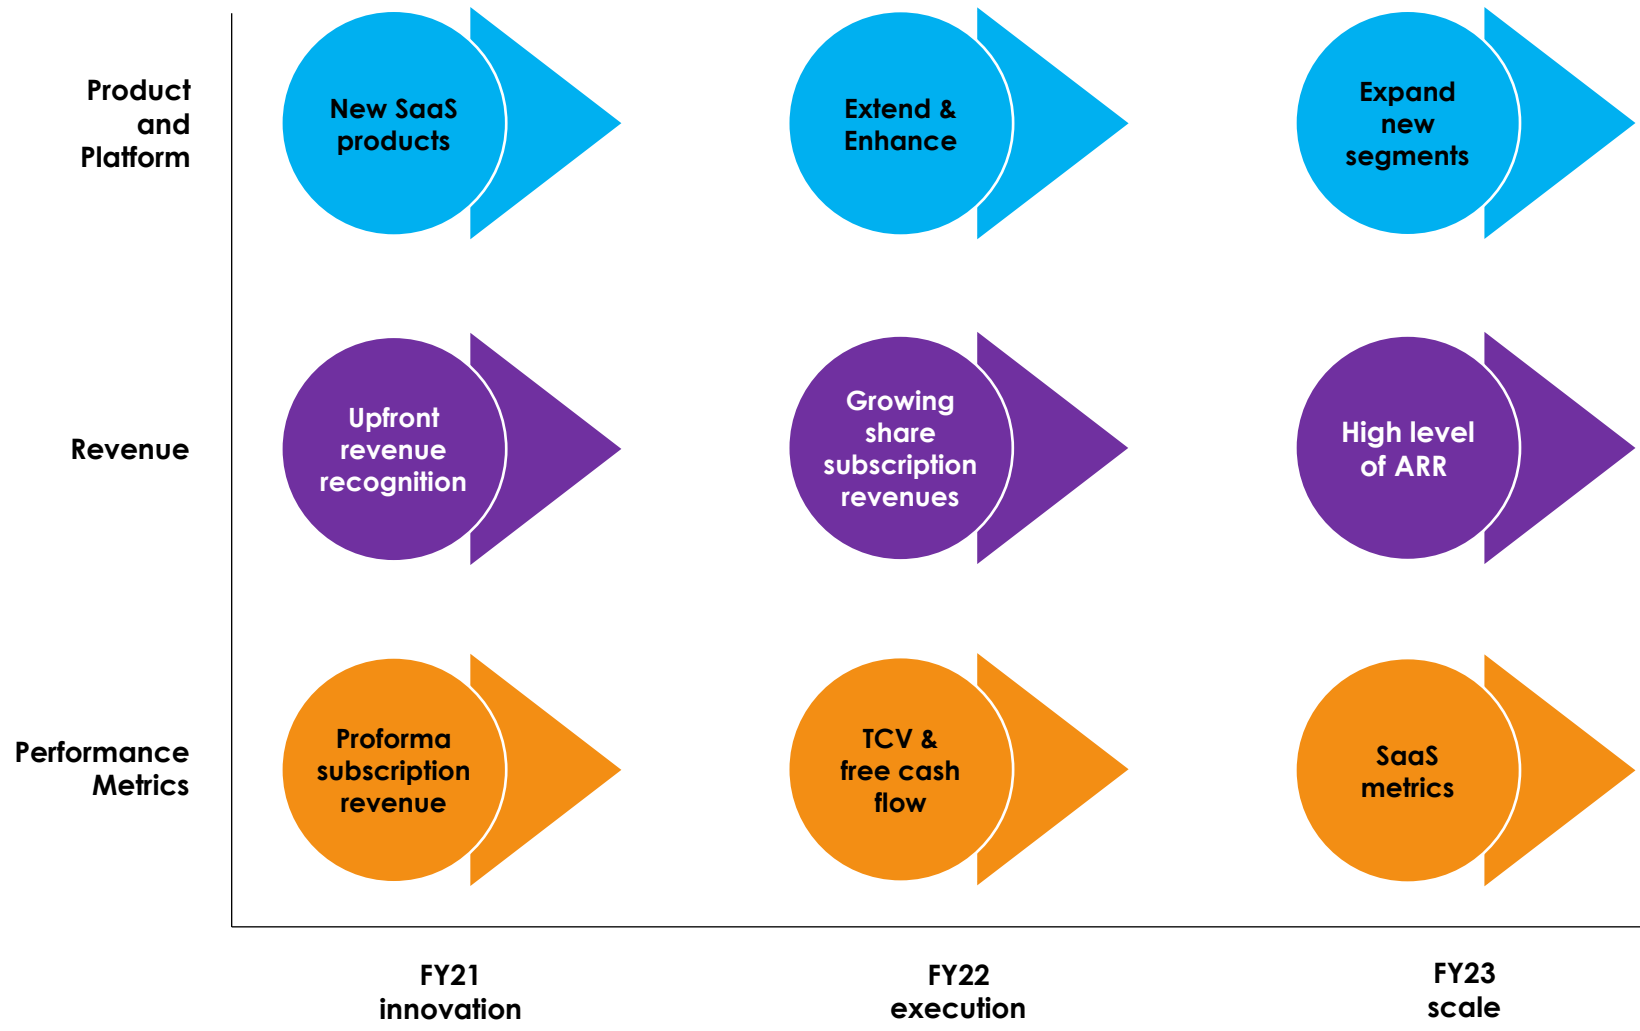 Product
and
Platform
New SaaS
products
Extend &
Enhance
Expand
new
segments
Revenue
Upfront
revenue
recognition
Growing
share
subscription
revenues
High level
of ARR
Performance
Metrics
Proforma
subscription
revenue
TCV &
free cash
flow
SaaS
metrics
FY21
innovation
FY22
execution
FY23
scale